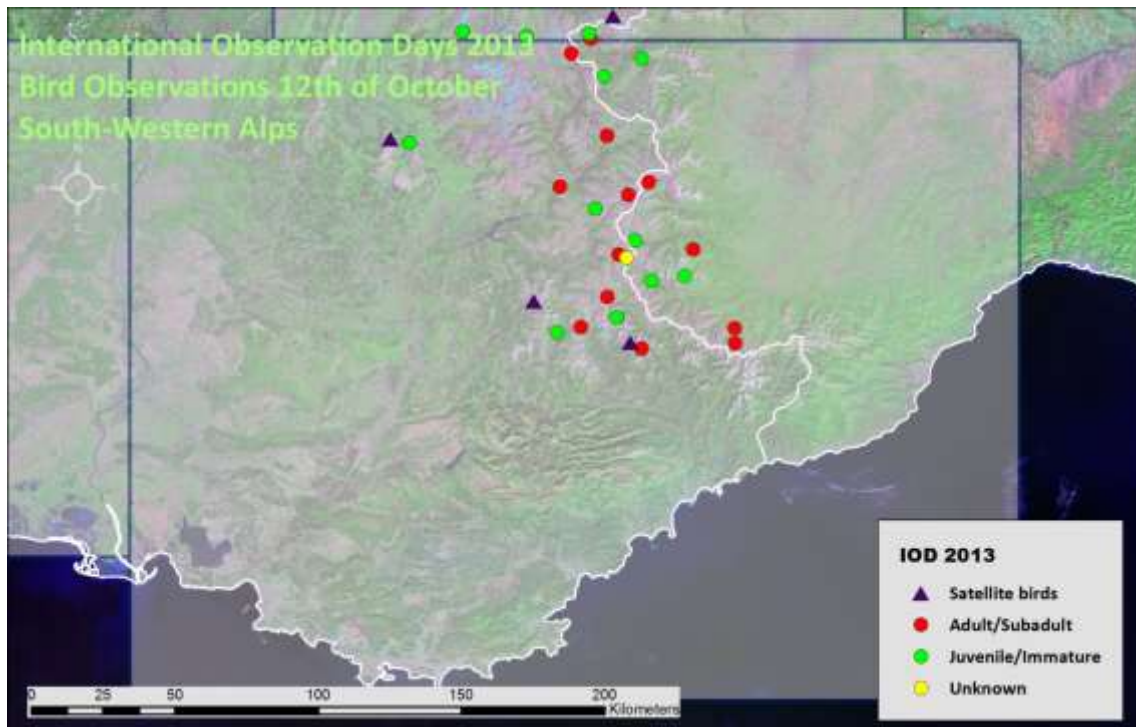 International Observation Days 2013
Bird Observations 12th of October
South-Western Alps
IOD 2013
Satellite birds
Adult/Subadult
Juvenile/Immature
Unknown
0 25 50 100 150 200
Kilometers